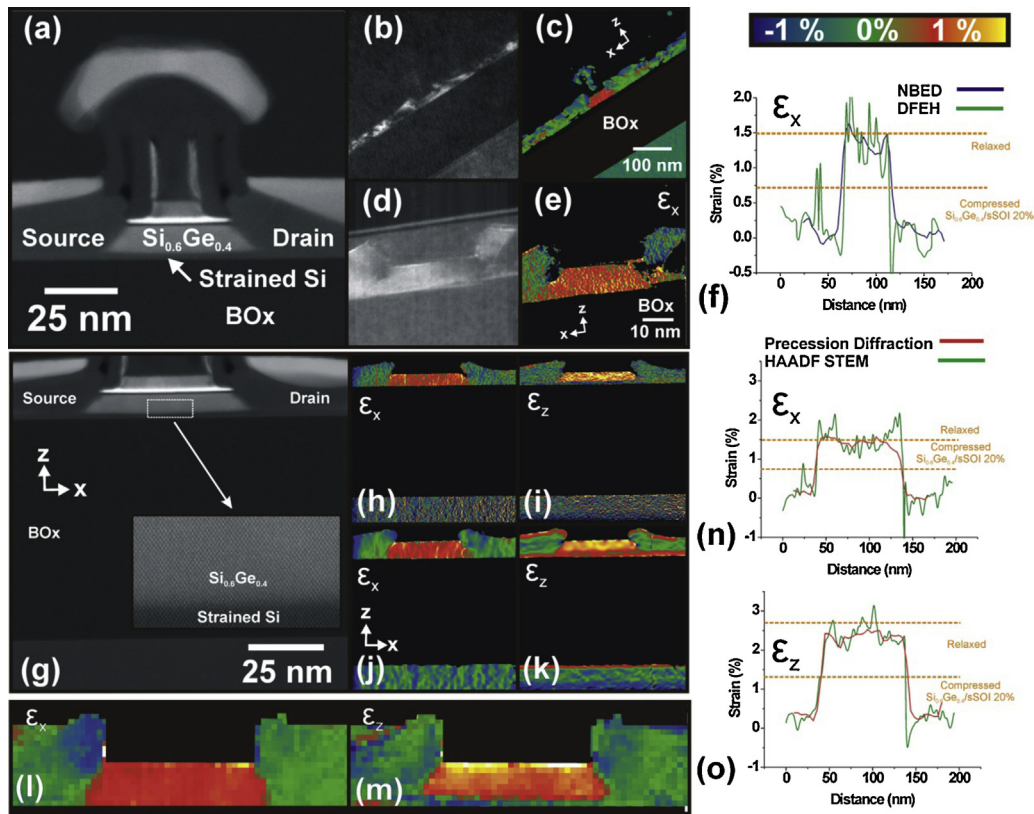 (a)
Source
Si0.6Ge0.4
Drain
Strained Si
BOx
25 nm
(b)
(c)
z
x
BOx
100 nm
(d)
(e)
εx
BOx
z
x
10 nm
-1 % 0% 1 %
NBED
DFEH
εx
Relaxed
Compressed
Si0.6Ge0.4/sSOI 20%
Strain (%)
2.0
1.5
1.0
0.5
0.0
-0.5
0 50 100 150 200
Distance (nm)
(f)
(g)
Source
Drain
z
x
BOx
Si0.6Ge0.4
Strained Si
25 nm
εx
(h)
εz
(i)
εx
z
x
(j)
εz
(k)
Precession Diffraction
HAADF STEM
εx
Relaxed
Compressed
Si0.6Ge0.4/sSOI 20%
Strain (%)
3
2
1
0
-1
0 50 100 150 200
Distance (nm)
(n)
εx
(l)
εz
(m)
εz
Relaxed
Compressed
Si0.6Ge0.4/sSOI 20%
Strain (%)
3
2
1
0
-1
0 50 100 150 200
Distance (nm)
(o)